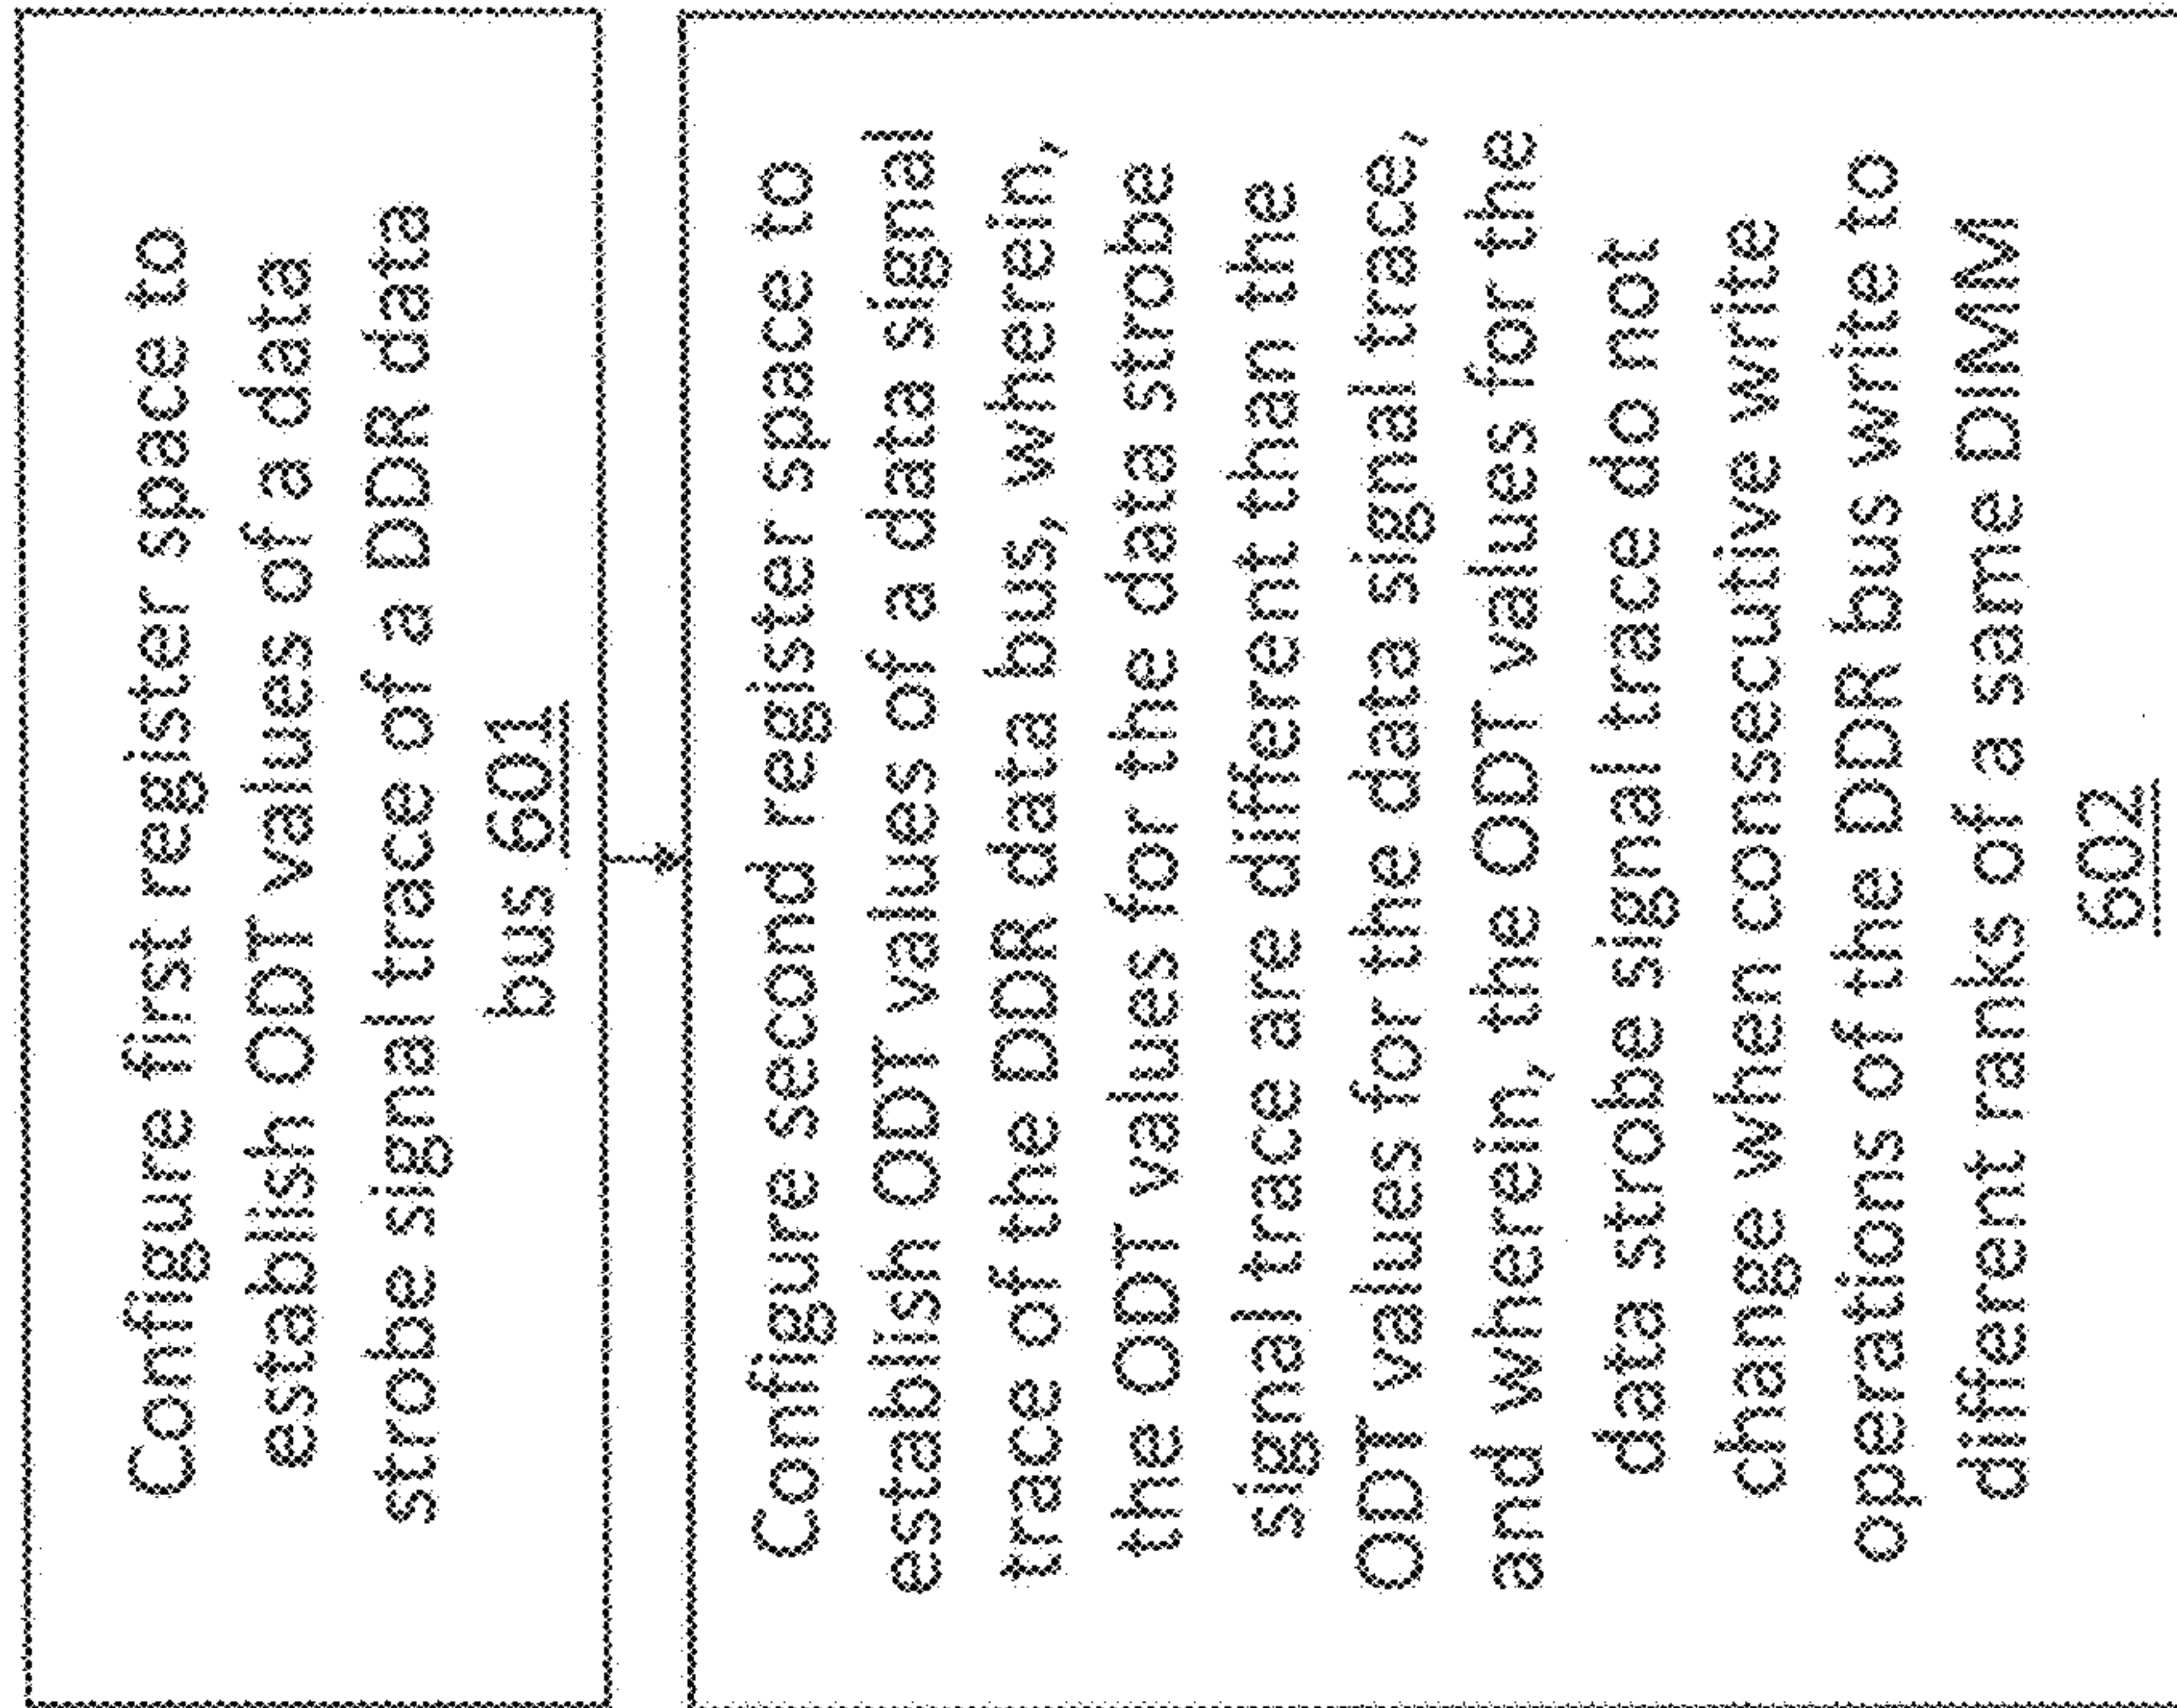 Configure first register space to
establish ODT values of a data
strobe signal trace of a DDR data
bus 601
Configure second register space to
establish ODT values of a data signal
trace of the DDR data bus, wherein,
the ODT values for the data strobe
signal trace are different than the
ODT values for the data signal trace,
and wherein, the ODT values for the
data strobe signal trace do not
change when consecutive write
operations of the DDR bus write to
different ranks of a same DIMM
602